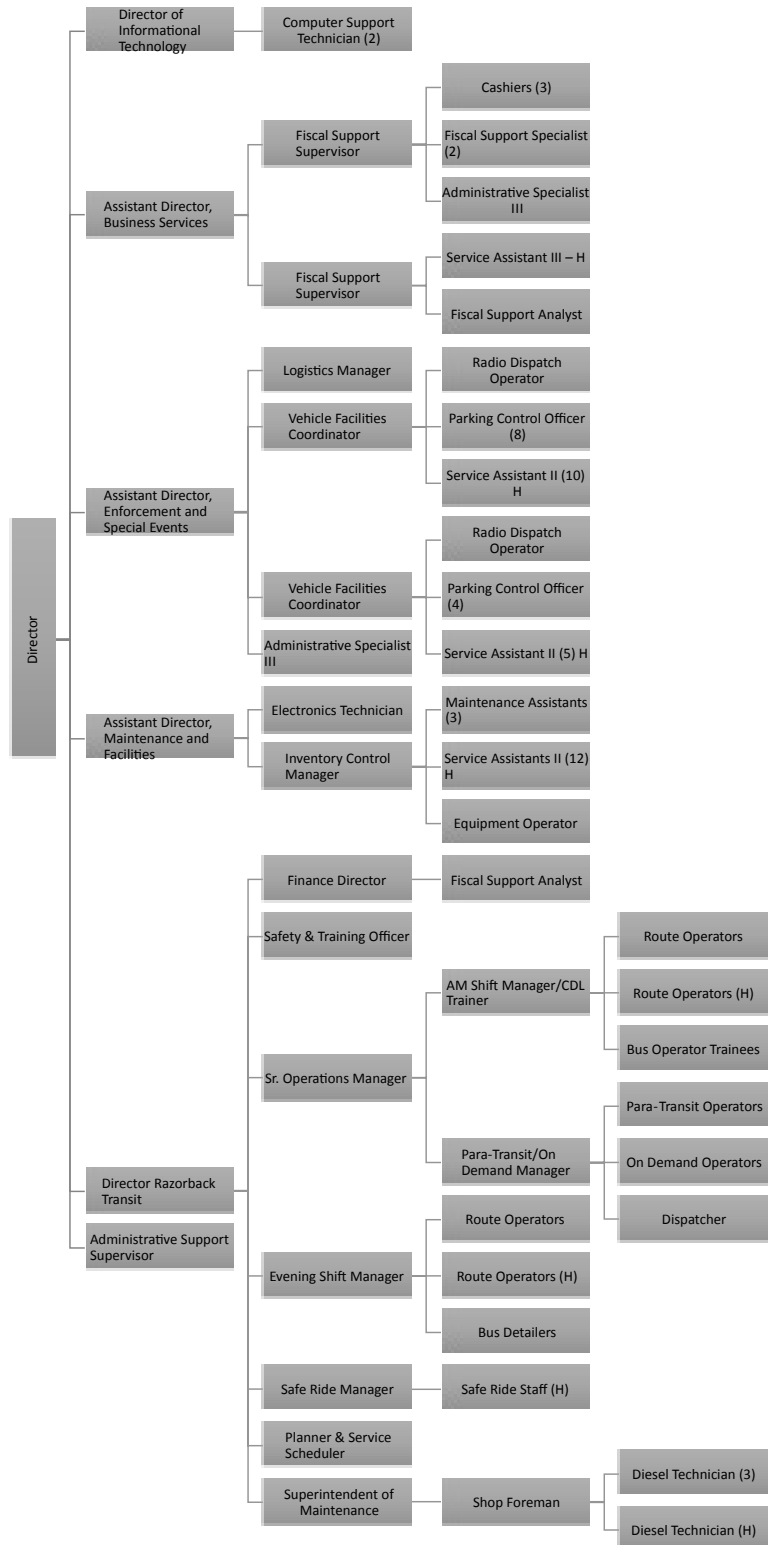 Director
Director of
Informational
Technology
Computer Support
Technician (2)
Assistant Director,
Business Services
Fiscal Support
Supervisor
Cashiers (3)
Fiscal Support Specialist
(2)
Administrative Specialist
III
Fiscal Support
Supervisor
Service Assistant III – H
Fiscal Support Analyst
Assistant Director,
Enforcement and
Special Events
Logistics Manager
Vehicle Facilities
Coordinator
Radio Dispatch
Operator
Parking Control Officer
(8)
Service Assistant II (10)
H
Vehicle Facilities
Coordinator
Radio Dispatch
Operator
Parking Control Officer
(4)
Service Assistant II (5) H
Administrative Specialist
III
Assistant Director,
Maintenance and
Facilities
Electronics Technician
Inventory Control
Manager
Maintenance Assistants
(3)
Service Assistants II (12)
H
Equipment Operator
Director Razorback
Transit
Finance Director
Fiscal Support Analyst
Safety & Training Officer
Sr. Operations Manager
AM Shift Manager/CDL
Trainer
Route Operators
Route Operators (H)
Bus Operator Trainees
Para-Transit/On
Demand Manager
Para-Transit Operators
On Demand Operators
Dispatcher
Evening Shift Manager
Route Operators
Route Operators (H)
Bus Detailers
Safe Ride Manager
Safe Ride Staff (H)
Planner & Service
Scheduler
Superintendent of
Maintenance
Shop Foreman
Diesel Technician (3)
Diesel Technician (H)
Administrative Support
Supervisor